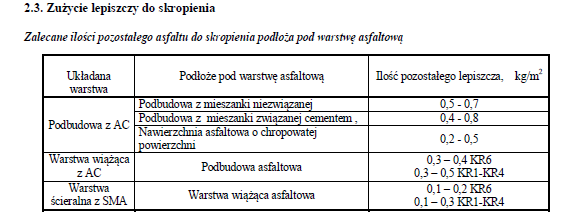 2.3. Zużycie lepiszczy do skropienia
Zalecane ilości pozostałego asfaltu do skropienia podłoża pod warstwę asfaltową
Układana warstwa Podłoże pod warstwę asfaltową Ilość pozostałego lepiszcza, kg/m²
Podbudowa z AC
Podbudowa z mieszanki niezwiązanej 0,5 - 0,7
Podbudowa z mieszanki związanej cementem , 0,4 - 0,8
Nawierzchnia asfaltowa o chropowatej
powierzchni 0,2 - 0,5
Warstwa wiążąca
z AC
Podbudowa asfaltowa
0,3 – 0,4 KR6
0,3 – 0,5 KR1-KR4
Warstwa
ścieralna z SMA
Warstwa wiążąca asfaltowa
0,1 – 0,2 KR6
0,1 – 0,3 KR1-KR4